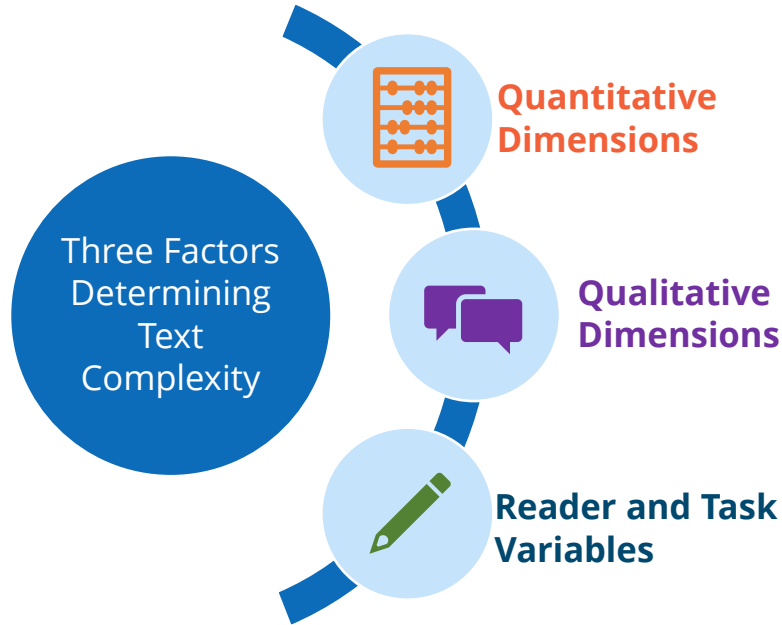 Three Factors
Determining
Text
Complexity
Quantitative
Dimensions
Qualitative
Dimensions
Reader and Task
Variables